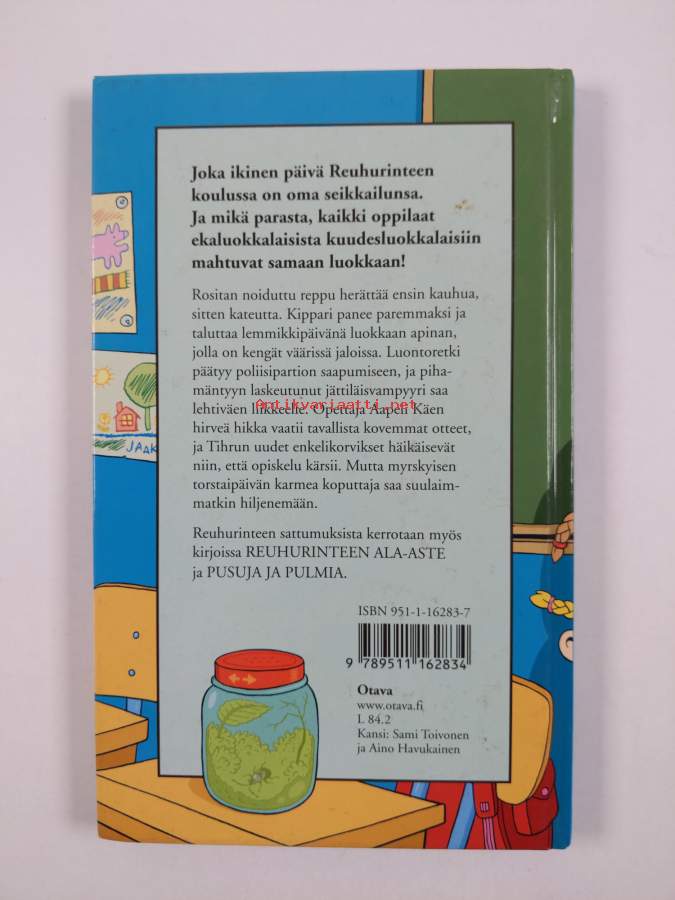 Joka ikinen päivä Reuhurinteen
koulussa on oma seikkailunsa.
Ja mikä parasta, kaikki oppilaat
ekaluokkalaisista kuudesluokkalaisiin
mahtuvat samaan luokkaan!
Rositan noiduttu reppu herättää ensin kauhua,
sitten kateutta. Kippari panee paremmaksi ja
taluttaa lemmikkipäivänä luokkaan apinan,
jolla on kengät väärissä jaloissa. Luontoretki
päätyy poliisipartion saapumiseen, ja piha-
mäntyyn laskeutunut jättiläisvampyyri saa
lehtiväen liikkeelle. Opettaja Aapeli Käen
antikvariaatti.net
hirveä hikka vaatii tavallista kovemmat otteet,
ja Tihrun uudet enkelikorvikset häikäisevät
niin, että opiskelu kärsii. Mutta myrskyisen
torstaipäivän karmea koputtaja saa suulaim-
matkin hiljenemään.
Reuhurinteen sattumuksista kerrotaan myös
kirjoissa REUHURINTEEN ALA-ASTE
ja PUSUJA JA PULMIA.
ISBN 951-1-16283-7
9 789511 162834
Otava
www.otava.fi
L 84.2
Kansi: Sami Toivonen
ja Aino Havukainen
JAAK